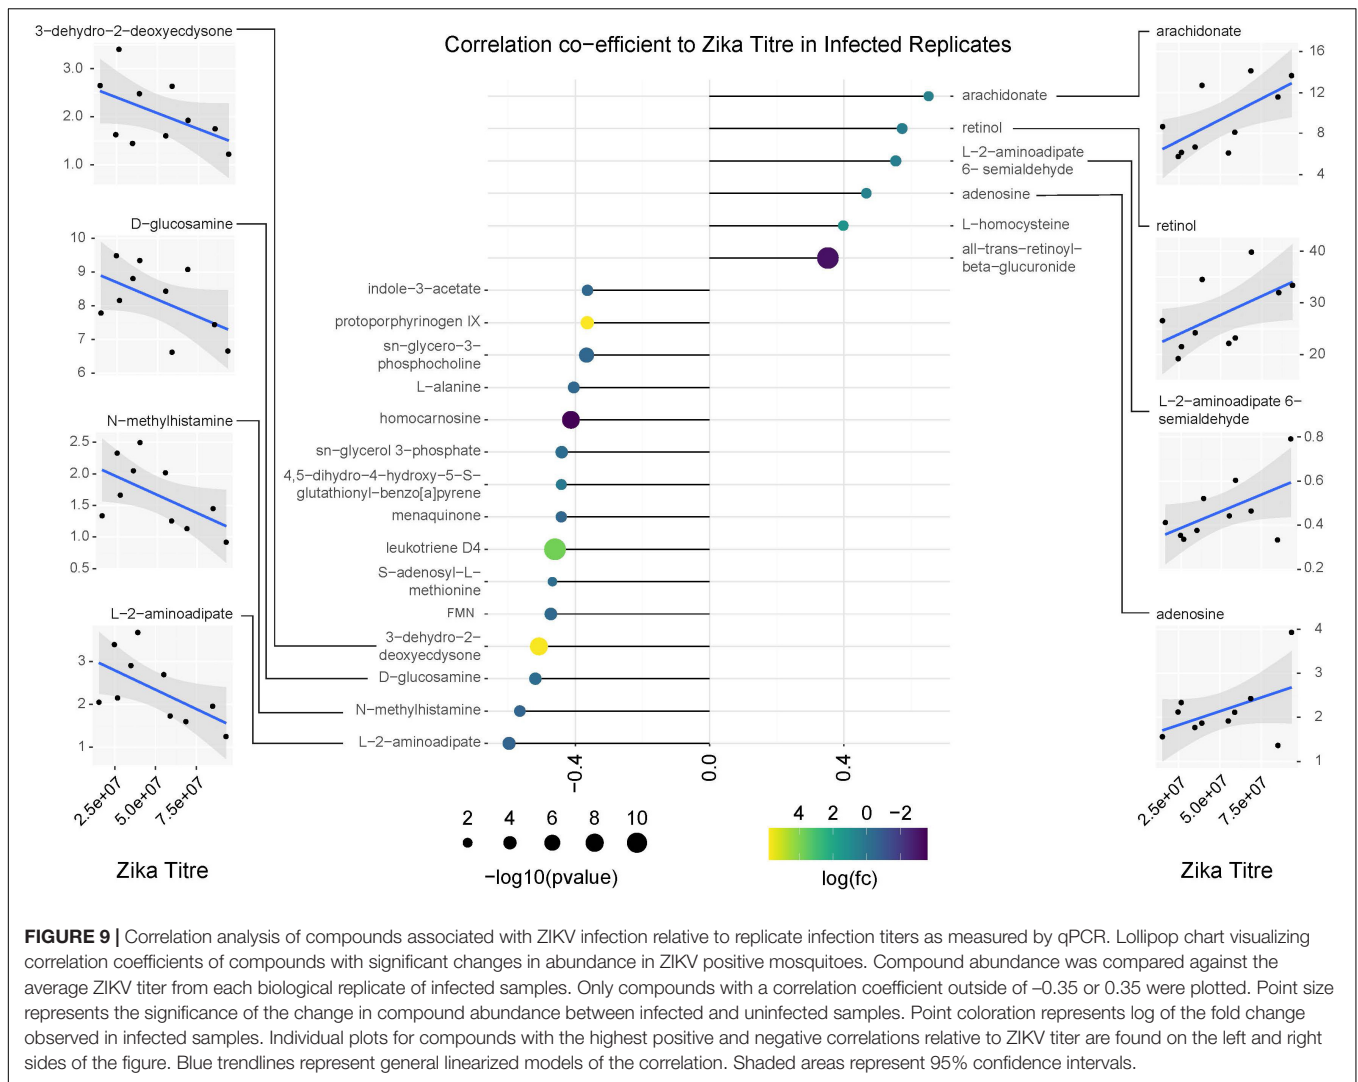 3−dehydro−2−deoxyecdysone
3.0
2.0
1.0
D−glucosamine
10
9
8
7
6
N−methylhistamine
2.5
2.0
1.5
1.0
0.5
L−2−aminoadipate
3
2
1
2.5e+07
5.0e+07
7.5e+07
Zika Titre
Correlation co−efficient to Zika Titre in Infected Replicates
arachidonate
retinol
L−2−aminoadipate
6− semialdehyde
adenosine
L−homocysteine
all−trans−retinoyl−
beta−glucuronide
indole−3−acetate
protoporphyrinogen IX
sn−glycero−3−
phosphocholine
L−alanine
homocarnosine
sn−glycerol 3−phosphate
4,5−dihydro−4−hydroxy−5−S−
glutathionyl−benzo[a]pyrene
menaquinone
leukotriene D4
S−adenosyl−L−
methionine
FMN
3−dehydro−2−
deoxyecdysone
D−glucosamine
N−methylhistamine
L−2−aminoadipate
−0.4
0.0
0.4
2 4 6 8 10
−log10(pvalue)
4 2 0 −2
log(fc)
arachidonate
16
12
8
4
retinol
40
30
20
L−2−aminoadipate 6−
semialdehyde
0.8
0.6
0.4
0.2
adenosine
4
3
2
1
2.5e+07
5.0e+07
7.5e+07
Zika Titre
FIGURE 9 | Correlation analysis of compounds associated with ZIKV infection relative to replicate infection titers as measured by qPCR. Lollipop chart visualizing
correlation coefficients of compounds with significant changes in abundance in ZIKV positive mosquitoes. Compound abundance was compared against the
average ZIKV titer from each biological replicate of infected samples. Only compounds with a correlation coefficient outside of –0.35 or 0.35 were plotted. Point size
represents the significance of the change in compound abundance between infected and uninfected samples. Point coloration represents log of the fold change
observed in infected samples. Individual plots for compounds with the highest positive and negative correlations relative to ZIKV titer are found on the left and right
sides of the figure. Blue trendlines represent general linearized models of the correlation. Shaded areas represent 95% confidence intervals.